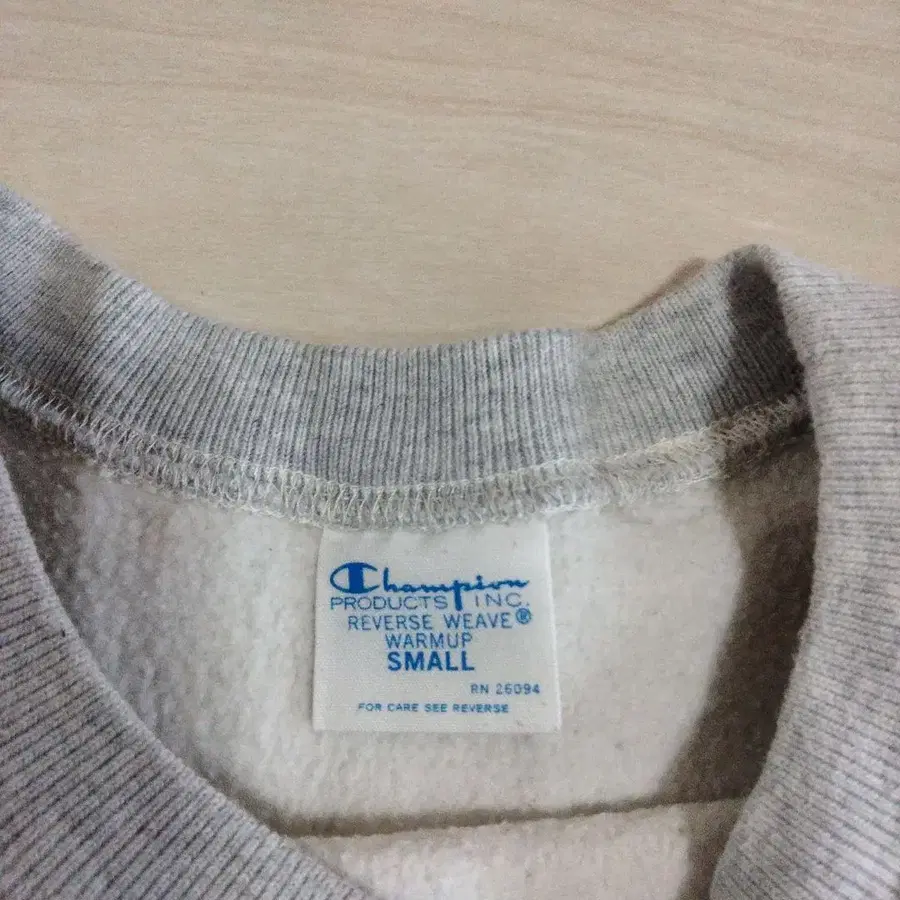 Champion
PRODUCTS INC.
REVERSE WEAVE®
WARMUP
SMALL
RN 26094
FOR CARE SEE REVERSE